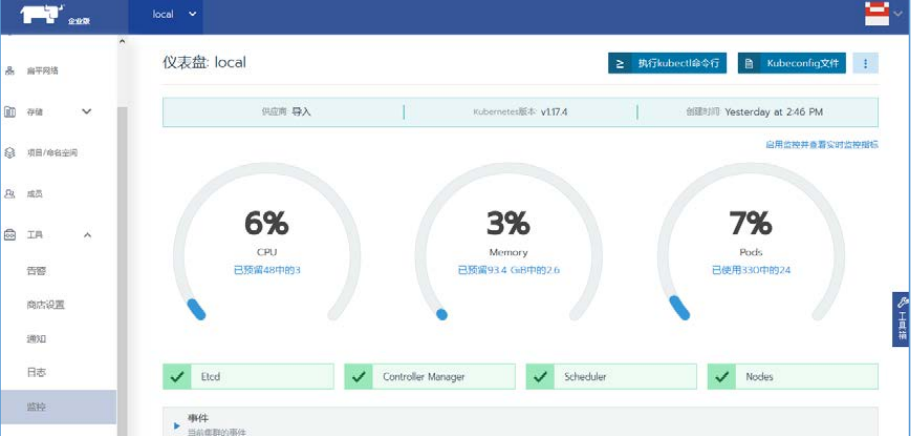 企业版
local
扁平网络
存储
项目/命名空间
成员
工具
告警
商店设置
通知
日志
监控
仪表盘: local
执行kubectl命令行
Kubeconfig文件
供应商: 导入
Kubernetes版本: v1.17.4
创建时间: Yesterday at 2:46 PM
启用监控并查看实时监控指标
6%
CPU
已预留48中的3
3%
Memory
已预留93.4 GiB中的2.6
7%
Pods
已使用330中的24
工具箱
Etcd
Controller Manager
Scheduler
Nodes
事件
当前集群的事件